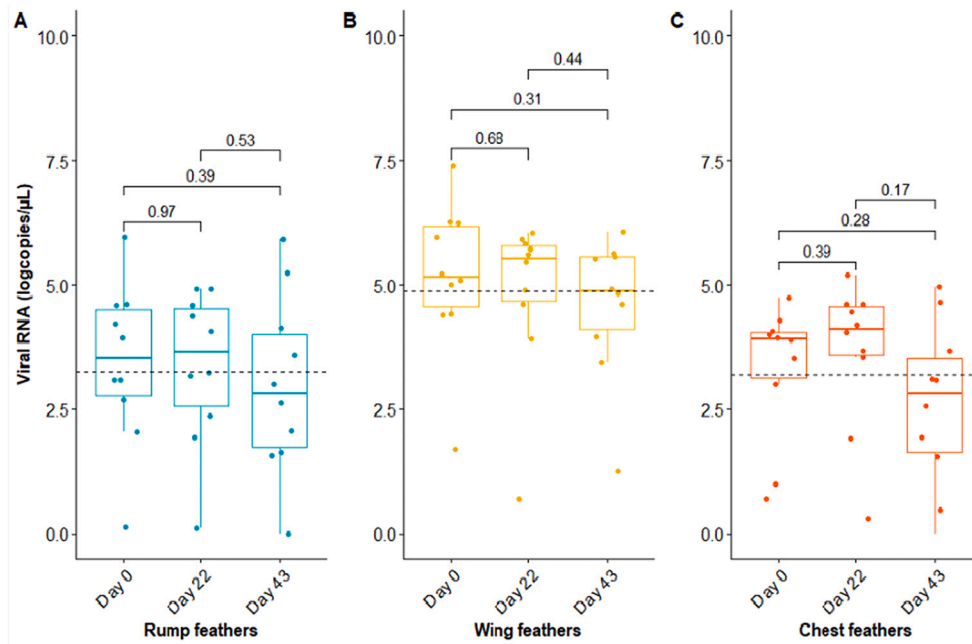 A
B
C
Viral RNA (logcopies/μL)
10.0
7.5
5.0
2.5
0.0
0.53
0.39
0.97
Day 0
Day 22
Day 43
Rump feathers
10.0
7.5
5.0
2.5
0.0
0.44
0.31
0.68
Day 0
Day 22
Day 43
Wing feathers
10.0
7.5
5.0
2.5
0.0
0.17
0.28
0.39
Day 0
Day 22
Day 43
Chest feathers